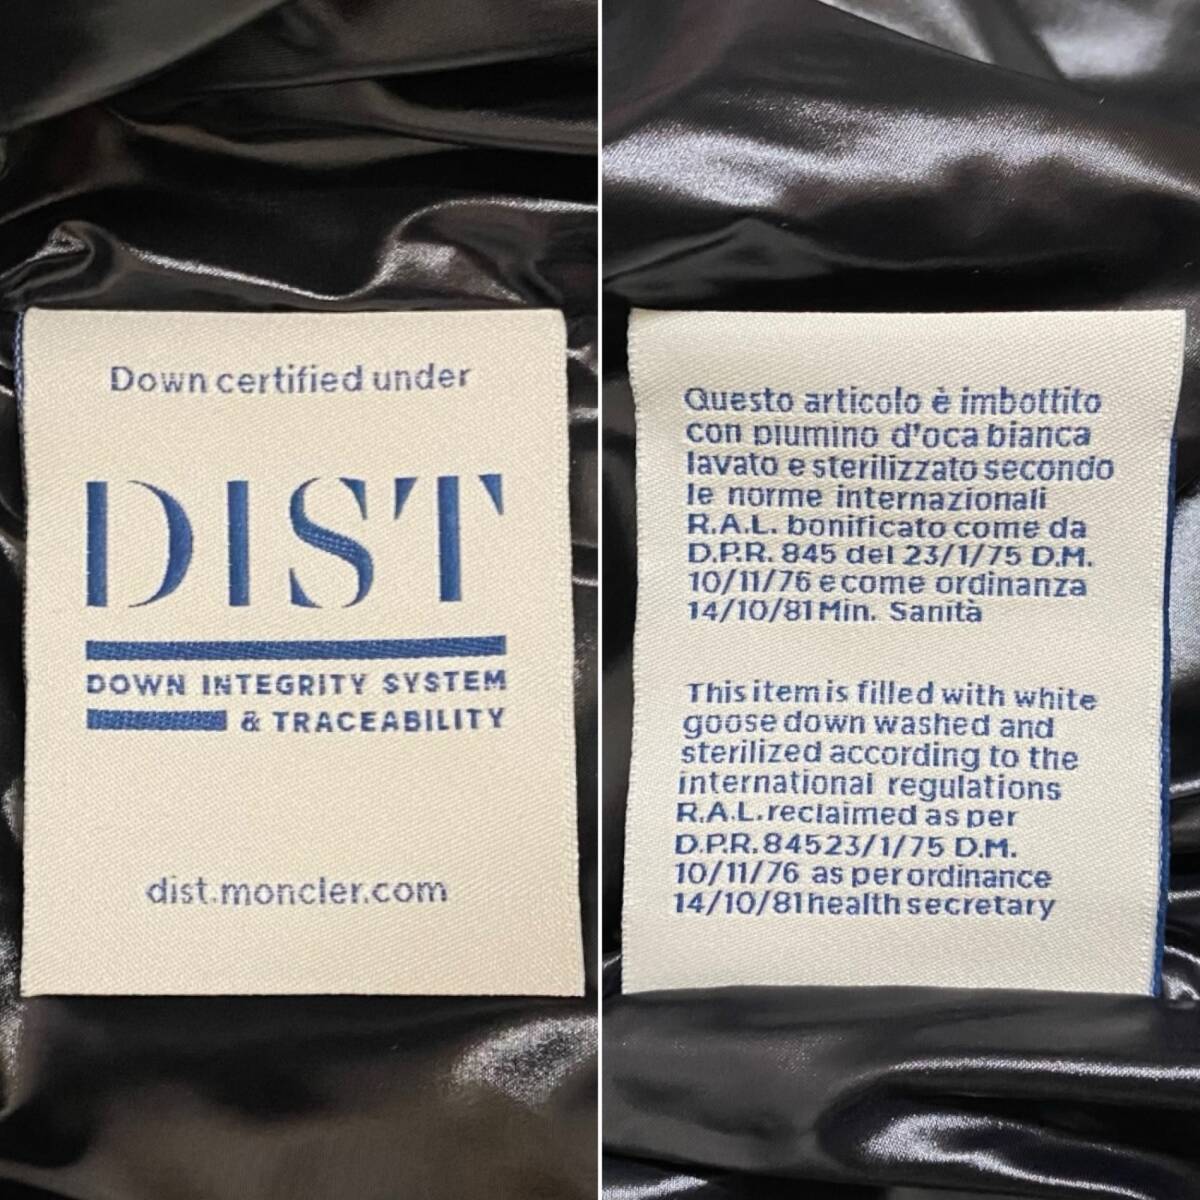 Down certified under
DIST
DOWN INTEGRITY SYSTEM
& TRACEABILITY
dist.moncler.com
Questo articolo è imbottito
con piumino d'oca bianca
lavato e sterilizzato secondo
le norme internazionali
R.A.L. bonificato come da
D.P.R. 845 del 23/1/75 D.M.
10/11/76 e come ordinanza
14/10/81 Min. Sanità
This item is filled with white
goose down washed and
sterilized according to the
international regulations
R.A.L. reclaimed as per
D.P.R. 84523/1/75 D.M.
10/11/76 as per ordinance
14/10/81 health secretary